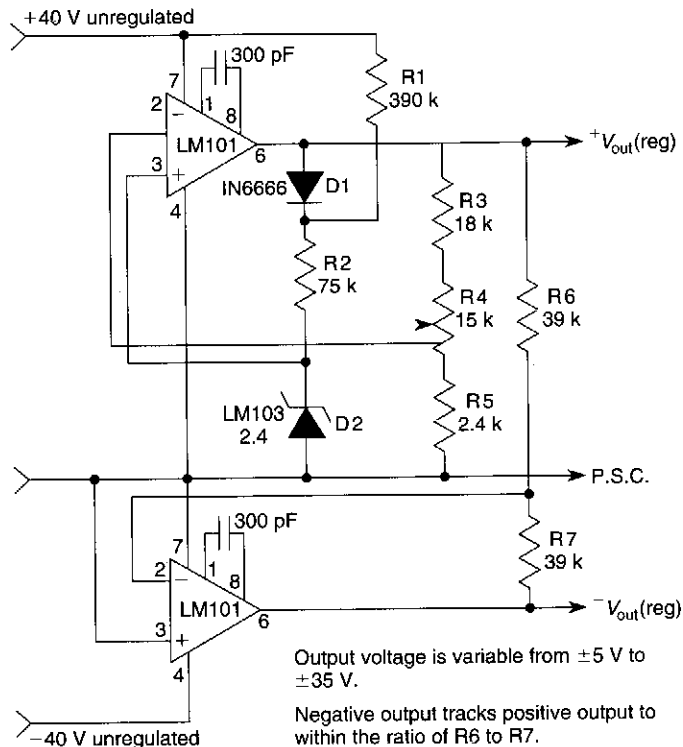 +40 V unregulated
300 pF
R1
390 k
7
2
1
8
−
LM101
6
+Vout(reg)
3
+
IN6666
D1
4
R3
18 k
R2
75 k
R4
15 k
R6
39 k
LM103
2.4
D2
R5
2.4 k
P.S.C.
300 pF
7
R7
39 k
2
1
8
−
LM101
6
−Vout(reg)
3
+
4
Output voltage is variable from ±5 V to
±35 V.
Negative output tracks positive output to
within the ratio of R6 to R7.
−40 V unregulated